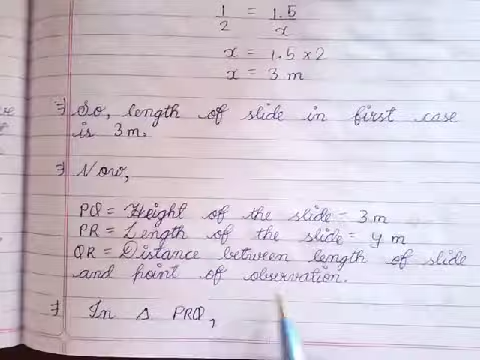 1/2 = 1.5/x
x = 1.5 × 2
x = 3 m
⇒ So, length of slide in first case
is 3 m.
⇒ Now,
PQ = Height of the slide = 3 m
PR = Length of the slide = y m
QR = Distance between length of slide
and point of observation.
⇒ In △ PRQ,